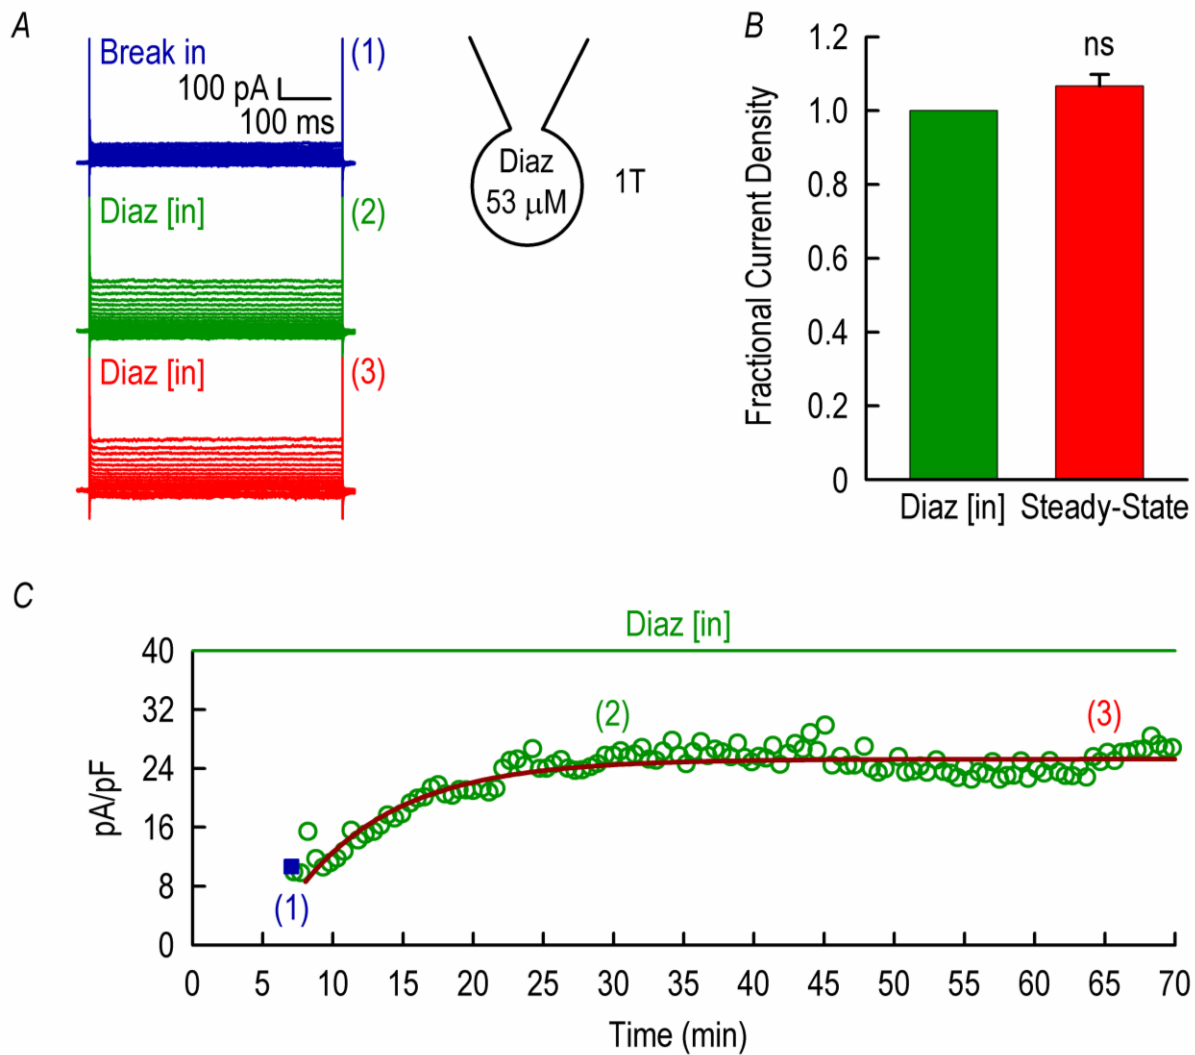 A
Break in (1)
100 pA
100 ms
Diaz [in] (2)
Diaz [in] (3)
Diaz
53 μM
1T
B
Fractional Current Density
1.2
1.0
0.8
0.6
0.4
0.2
0
ns
Diaz [in] Steady-State
C
Diaz [in]
pA/pF
40
32
24
16
8
0
(1)
(2)
(3)
0 5 10 15 20 25 30 35 40 45 50 55 60 65 70
Time (min)